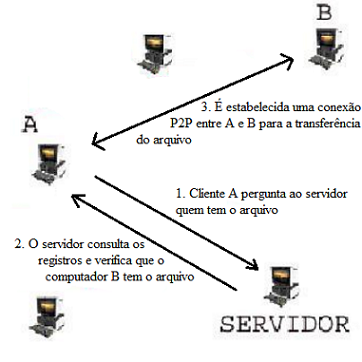 B
3. É estabelecida uma conexão
P2P entre A e B para a transferência
do arquivo
A
1. Cliente A pergunta ao servidor
quem tem o arquivo
2. O servidor consulta os
registros e verifica que o
computador B tem o arquivo
SERVIDOR